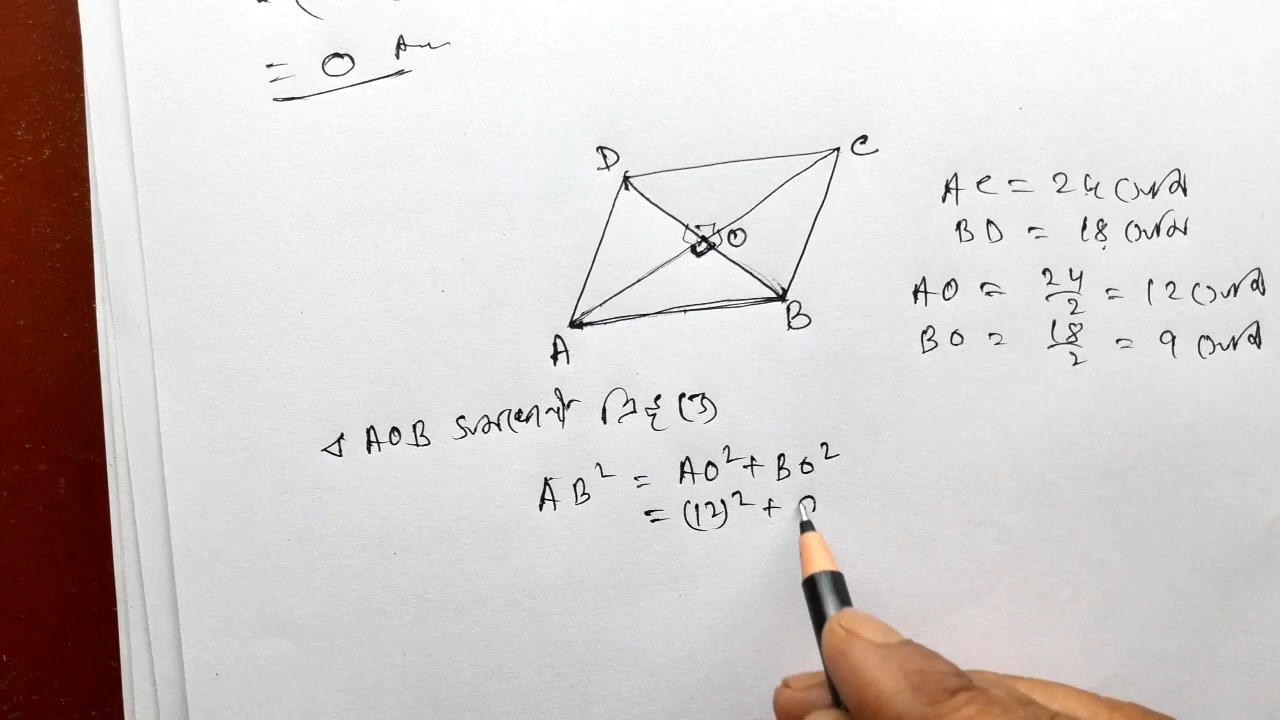 = 0 Ans
D
C
O
A
B
AC = 24 সেমি
BD = 18 সেমি
AO = 24/2 = 12 সেমি
BO = 18/2 = 9 সেমি
Δ AOB সমকোণী ত্রিভুজে
AB² = AO² + BO²
= (12)² +